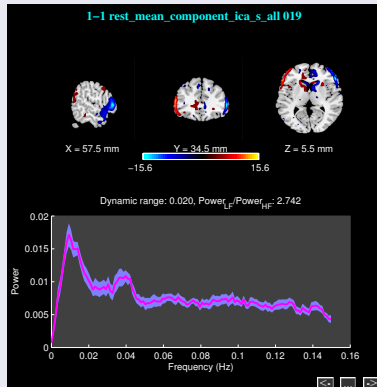 1-1 rest_mean_component_ica_s_all 019
X = 57.5 mm
Y = 34.5 mm
Z = 5.5 mm
-15.6
15.6
Dynamic range: 0.020, Power_LF/Power_HF: 2.742
0.02
0.015
0.01
0.005
0
Power
0 0.02 0.04 0.06 0.08 0.1 0.12 0.14 0.16
Frequency (Hz)
<- ... ->